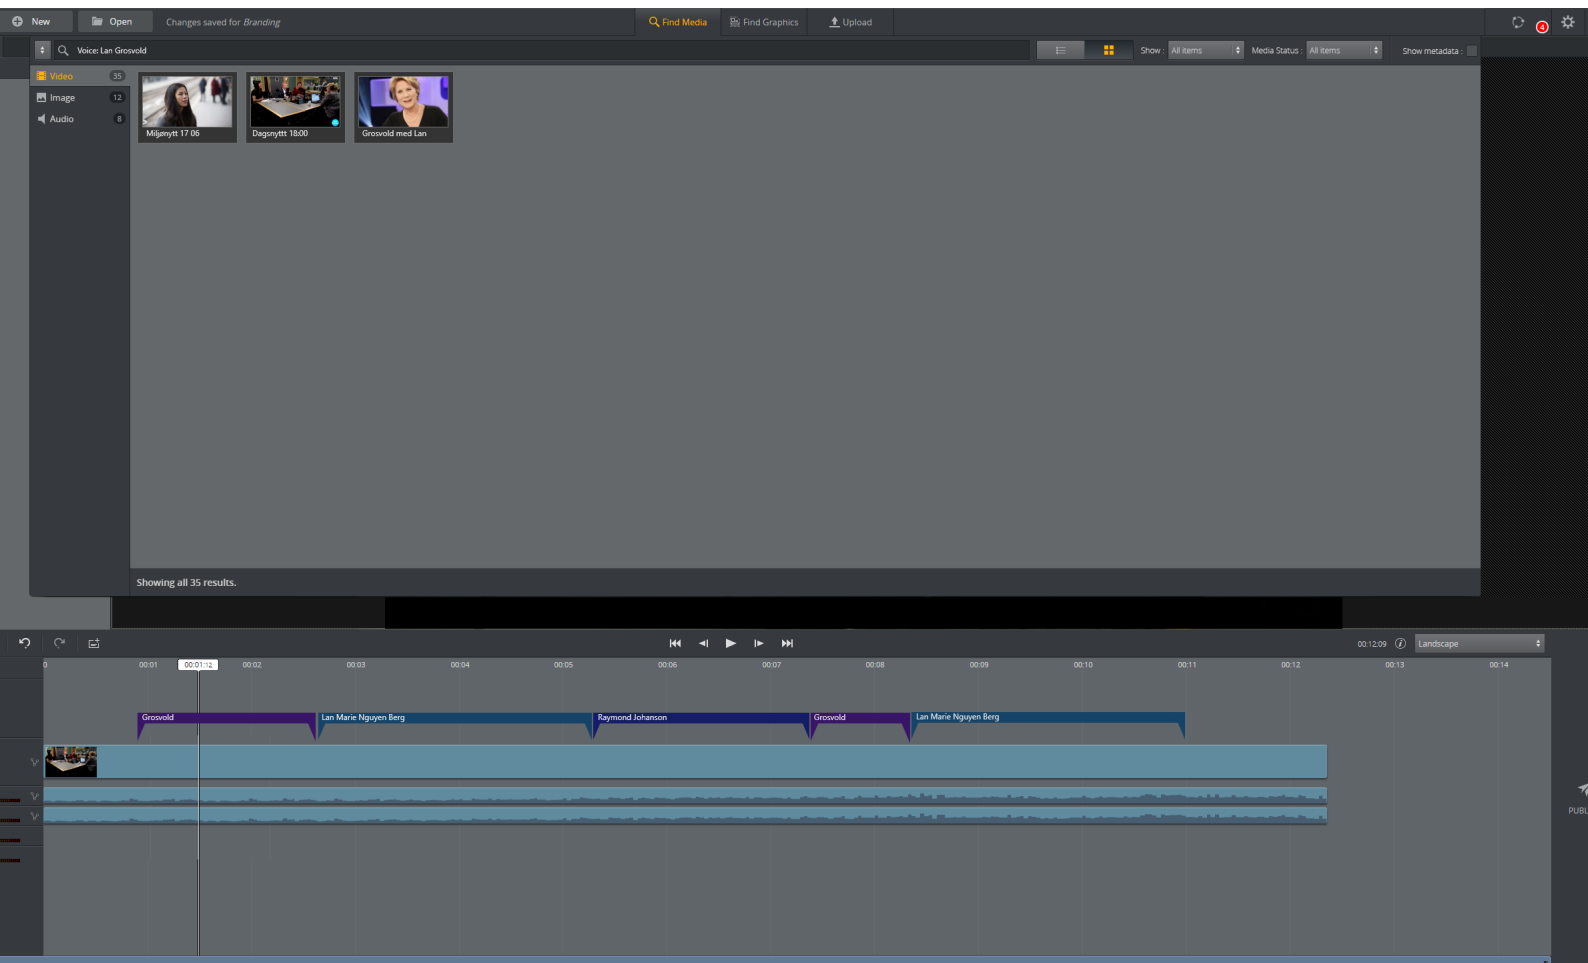 New Open Changes saved for Branding Find Media Find Graphics Upload 4
Voice: Lan Grosvold Show : All items Media Status : All items Show metadata :
Video 35
Image 12
Audio 8
Miljønytt 17 06 Dagsnyttt 18:00 Grosvold med Lan
Showing all 35 results.
00:12:09 Landscape
0 00:01 00:01:12 00:02 00:03 00:04 00:05 00:06 00:07 00:08 00:09 00:10 00:11 00:12 00:13 00:14
Grosvold Lan Marie Nguyen Berg Raymond Johanson Grosvold Lan Marie Nguyen Berg
PUBL